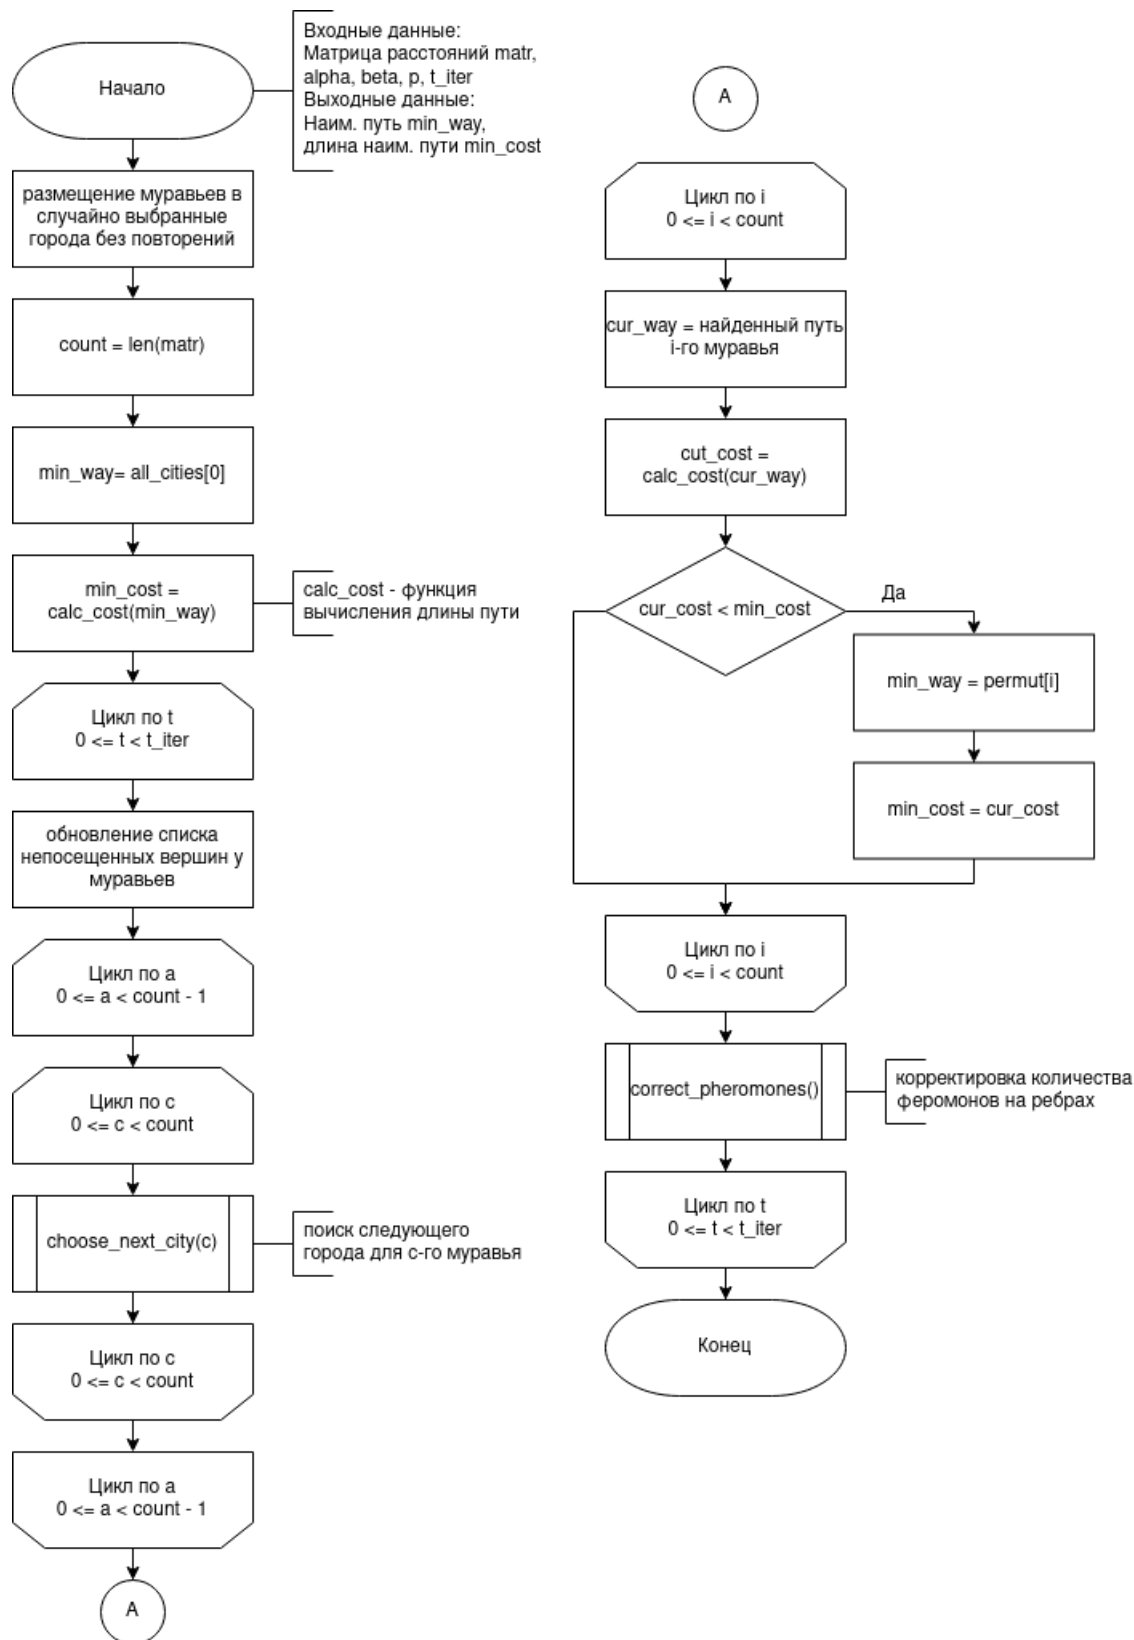 Начало
Входные данные:
Матрица расстояний matr,
alpha, beta, p, t_iter
Выходные данные:
Наим. путь min_way,
длина наим. пути min_cost
размещение муравьев в
случайно выбранные
города без повторений
count = len(matr)
min_way= all_cities[0]
min_cost =
calc_cost(min_way)
calc_cost - функция
вычисления длины пути
Цикл по t
0 <= t < t_iter
обновление списка
непосещенных вершин у
муравьев
Цикл по a
0 <= a < count - 1
Цикл по c
0 <= c < count
choose_next_city(c)
поиск следующего
города для c-го муравья
Цикл по c
0 <= c < count
Цикл по a
0 <= a < count - 1
A
A
Цикл по i
0 <= i < count
cur_way = найденный путь
i-го муравья
cut_cost =
calc_cost(cur_way)
cur_cost < min_cost
Да
min_way = permut[i]
min_cost = cur_cost
Цикл по i
0 <= i < count
correct_pheromones()
корректировка количества
феромонов на ребрах
Цикл по t
0 <= t < t_iter
Конец